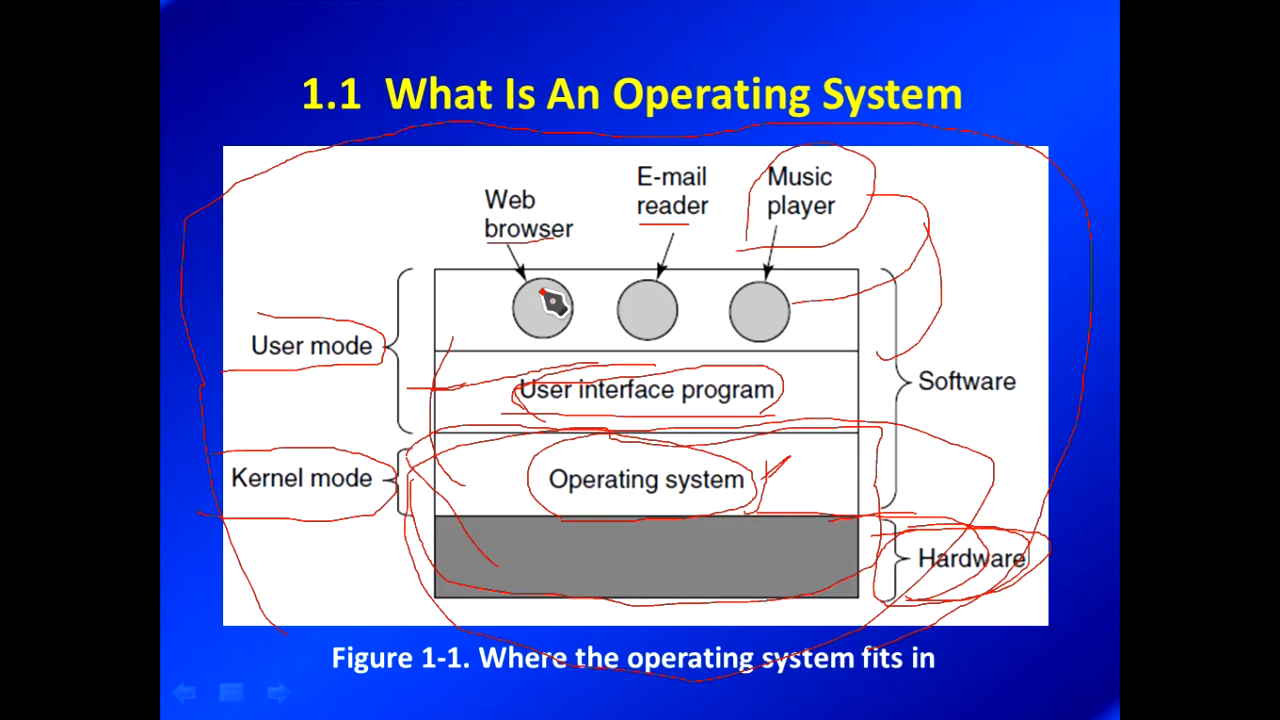 1.1 What Is An Operating System
Web
browser
E-mail
reader
Music
player
User mode
User interface program
Software
Kernel mode
Operating system
Hardware
Figure 1-1. Where the operating system fits in